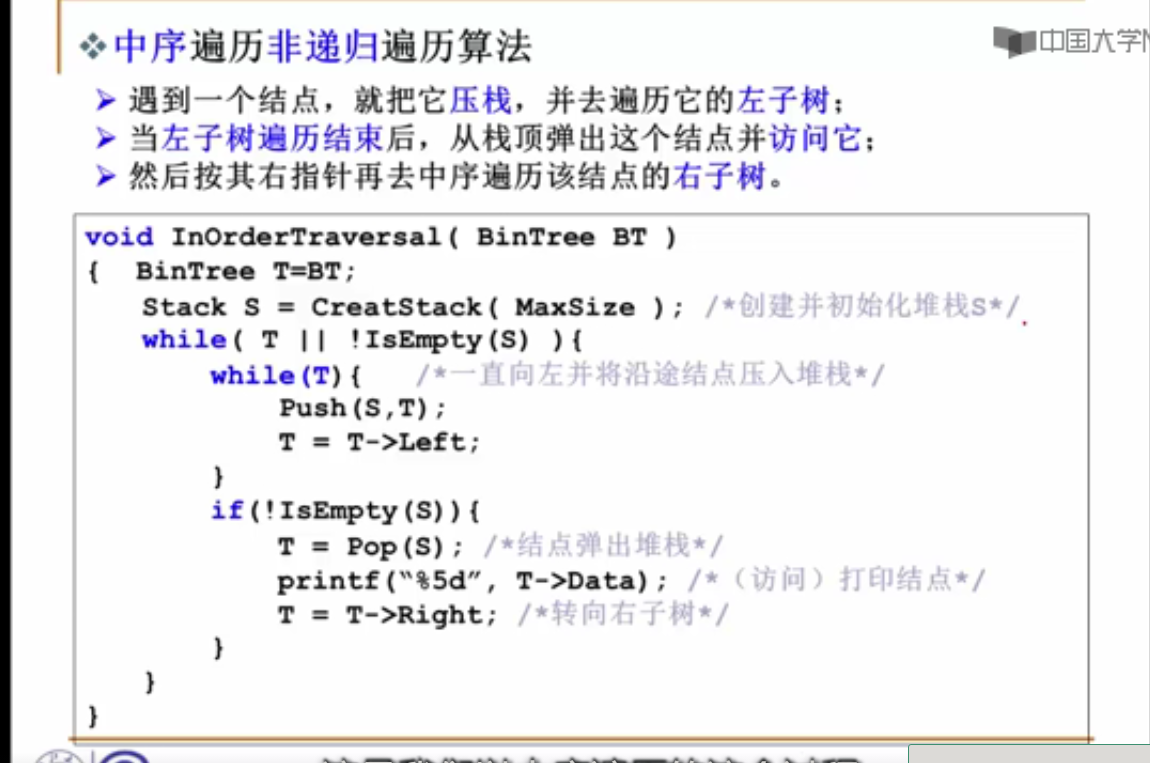 中序遍历非递归遍历算法
中国大学M
遇到一个结点，就把它压栈，并去遍历它的左子树；
当左子树遍历结束后，从栈顶弹出这个结点并访问它；
然后按其右指针再去中序遍历该结点的右子树。
void InOrderTraversal( BinTree BT )
{ BinTree T=BT;
Stack S = CreatStack( MaxSize ); /*创建并初始化堆栈S*/
while( T || !IsEmpty(S) ){
while(T){ /*一直向左并将沿途结点压入堆栈*/
Push(S,T);
T = T->Left;
}
if(!IsEmpty(S)){
T = Pop(S); /*结点弹出堆栈*/
printf(“%5d”, T->Data); /*（访问）打印结点*/
T = T->Right; /*转向右子树*/
}
}
}